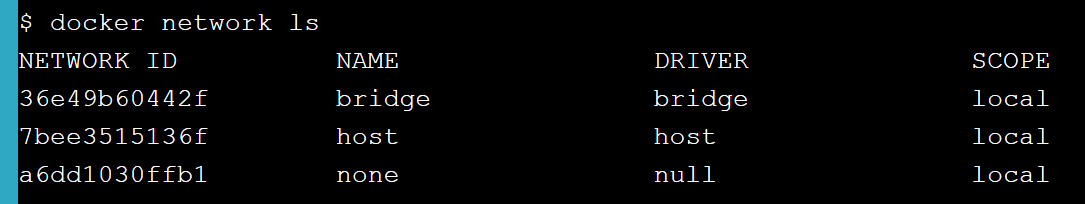 $ docker network ls
NETWORK ID NAME DRIVER SCOPE
36e49b60442f bridge bridge local
7bee3515136f host host local
a6dd1030ffb1 none null local